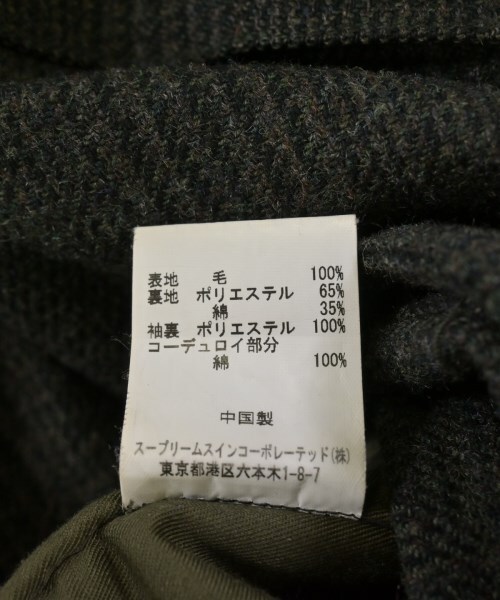 表地 毛 100%
裏地 ポリエステル 65%
綿 35%
袖裏 ポリエステル 100%
コーデュロイ部分
綿 100%
中国製
スープリームスインコーポレーテッド(株)
東京都港区六本木1-8-7